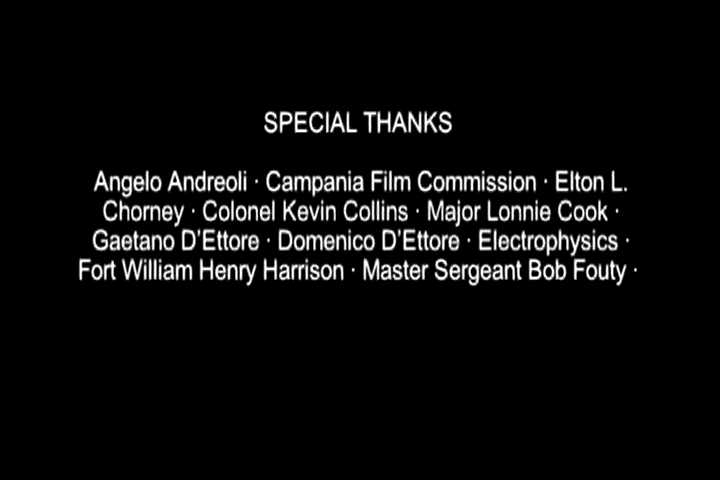 SPECIAL THANKS
Angelo Andreoli · Campania Film Commission · Elton L.
Chorney · Colonel Kevin Collins · Major Lonnie Cook ·
Gaetano D'Ettore · Domenico D'Ettore · Electrophysics ·
Fort William Henry Harrison · Master Sergeant Bob Fouty ·